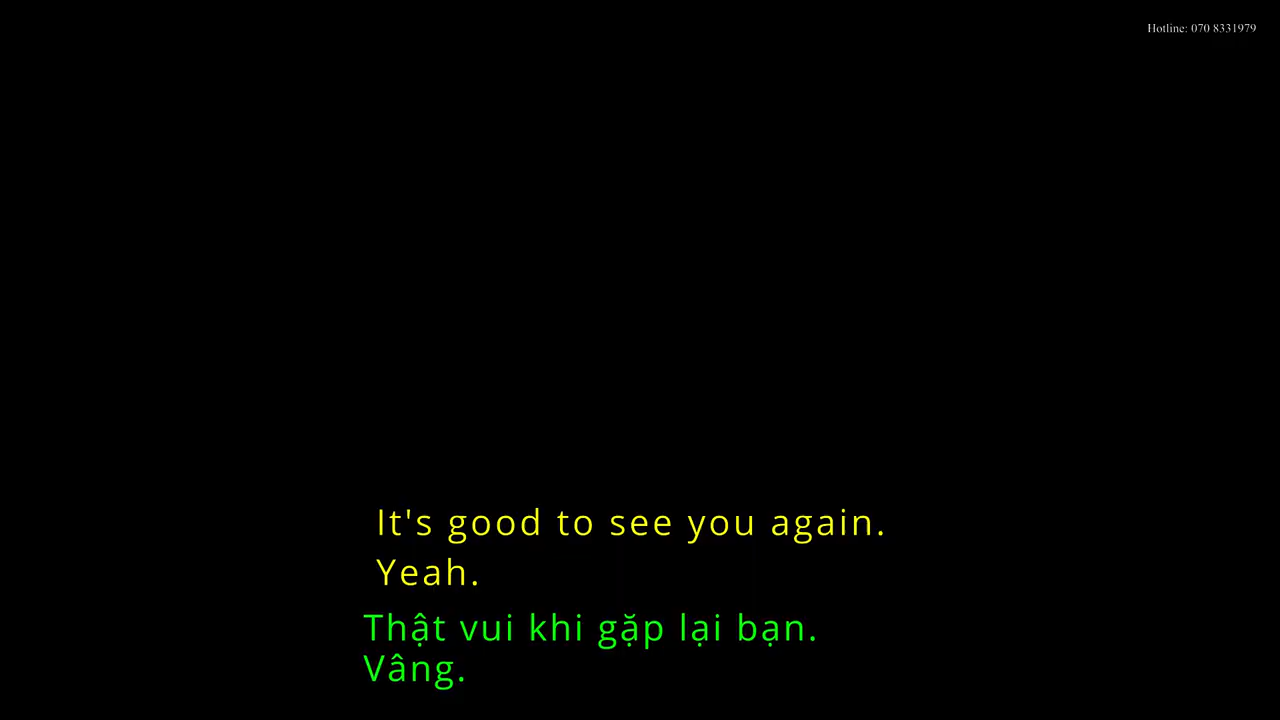 Hotline: 070 8331979
It's good to see you again.
Yeah.
Thật vui khi gặp lại bạn.
Vâng.